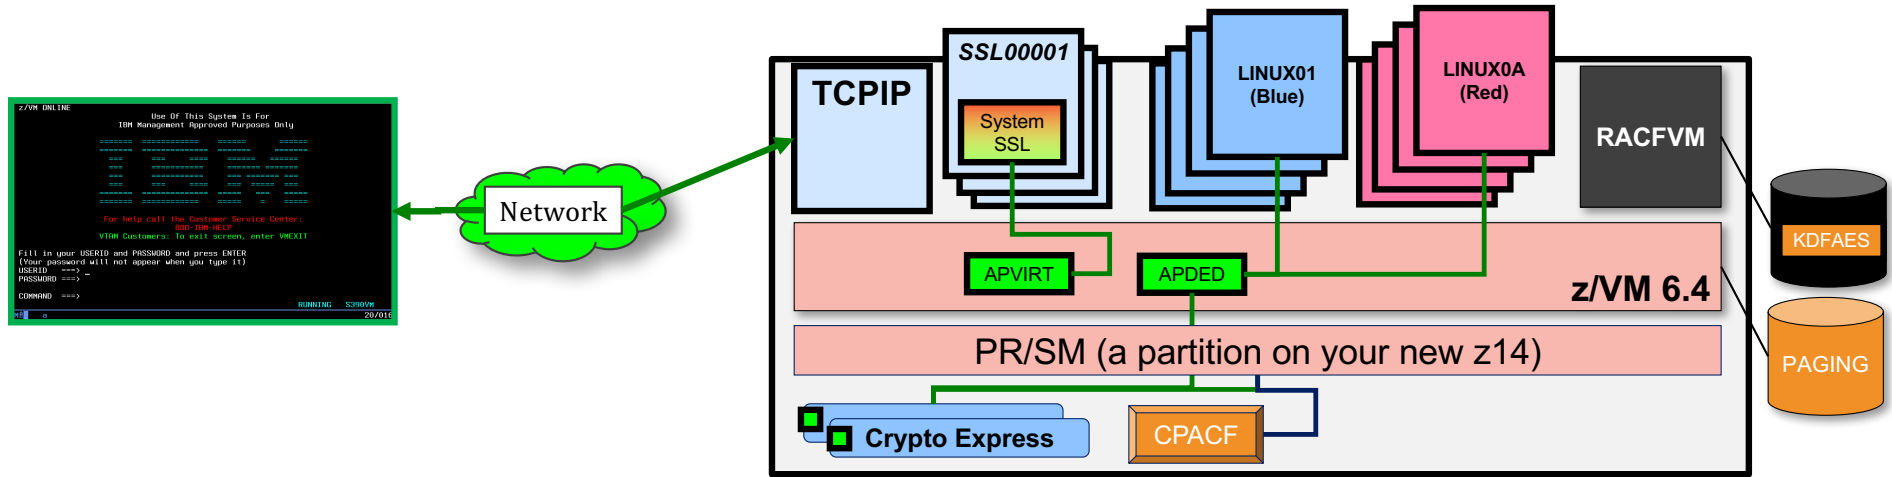 z/VM ONLINE
Use Of This System Is For
IBM Management Approved Purposes Only
For help call the Customer Service Center:
VTAM Customers: To exit screen, enter VMEXIT
Fill in your USERID and PASSWORD and press ENTER
(Your password will not appear when you type it)
USERID ===>
PASSWORD ===>
COMMAND ===>
RUNNING S390VM
a
20/016
Network
TCPIP
SSL00001
System
SSL
LINUX01
(Blue)
LINUX0A
(Red)
RACFVM
KDFAES
APVIRT
APDED
z/VM 6.4
PR/SM (a partition on your new z14)
PAGING
Crypto Express
CPACF